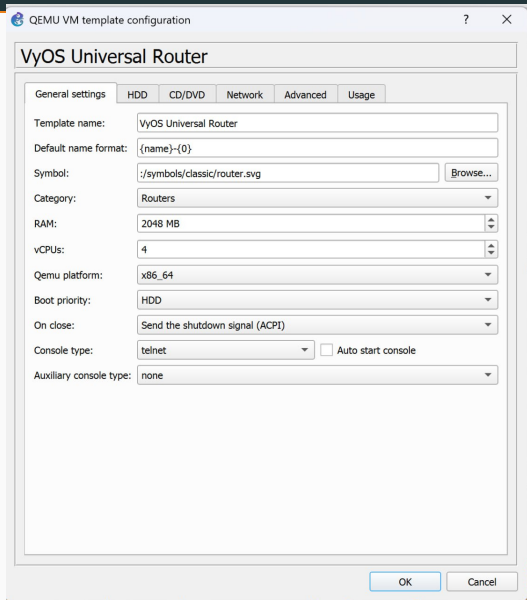 QEMU VM template configuration ? ×
VyOS Universal Router
General settings HDD CD/DVD Network Advanced Usage
Template name: VyOS Universal Router
Default name format: {name}-{0}
Symbol: :/symbols/classic/router.svg Browse...
Category: Routers
RAM: 2048 MB
vCPUs: 4
Qemu platform: x86_64
Boot priority: HDD
On close: Send the shutdown signal (ACPI)
Console type: telnet Auto start console
Auxiliary console type: none
OK Cancel